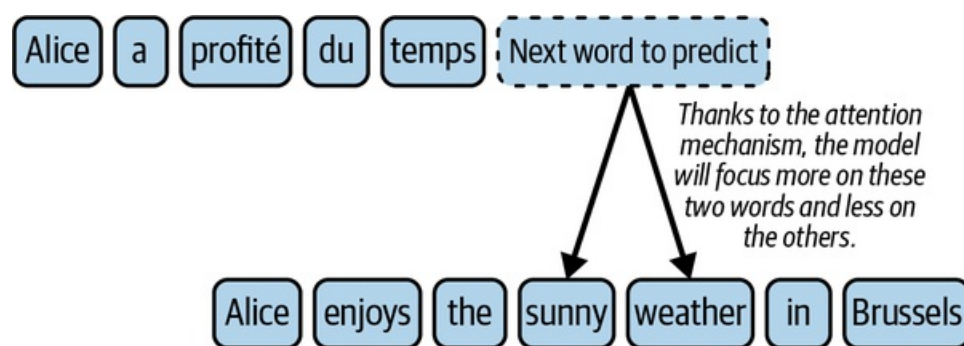 Alice a profité du temps Next word to predict
Thanks to the attention
mechanism, the model
will focus more on these
two words and less on
the others.
Alice enjoys the sunny weather in Brussels